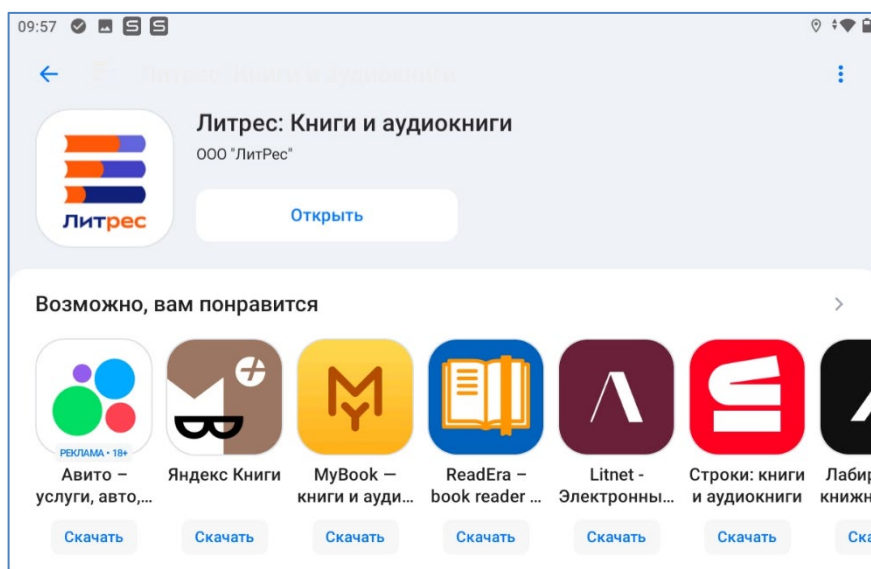 09:57
Литрес: Книги и аудиокниги
ООО "ЛитРес"
Открыть
Литрес
Возможно, вам понравится
РЕКЛАМА • 18+
Авито –
услуги, авто,...
Яндекс Книги
MyBook —
книги и ауди...
ReadEra –
book reader ...
Litnet -
Электронны...
Строки: книги
и аудиокниги
Скачать
Скачать
Скачать
Скачать
Скачать
Скачать